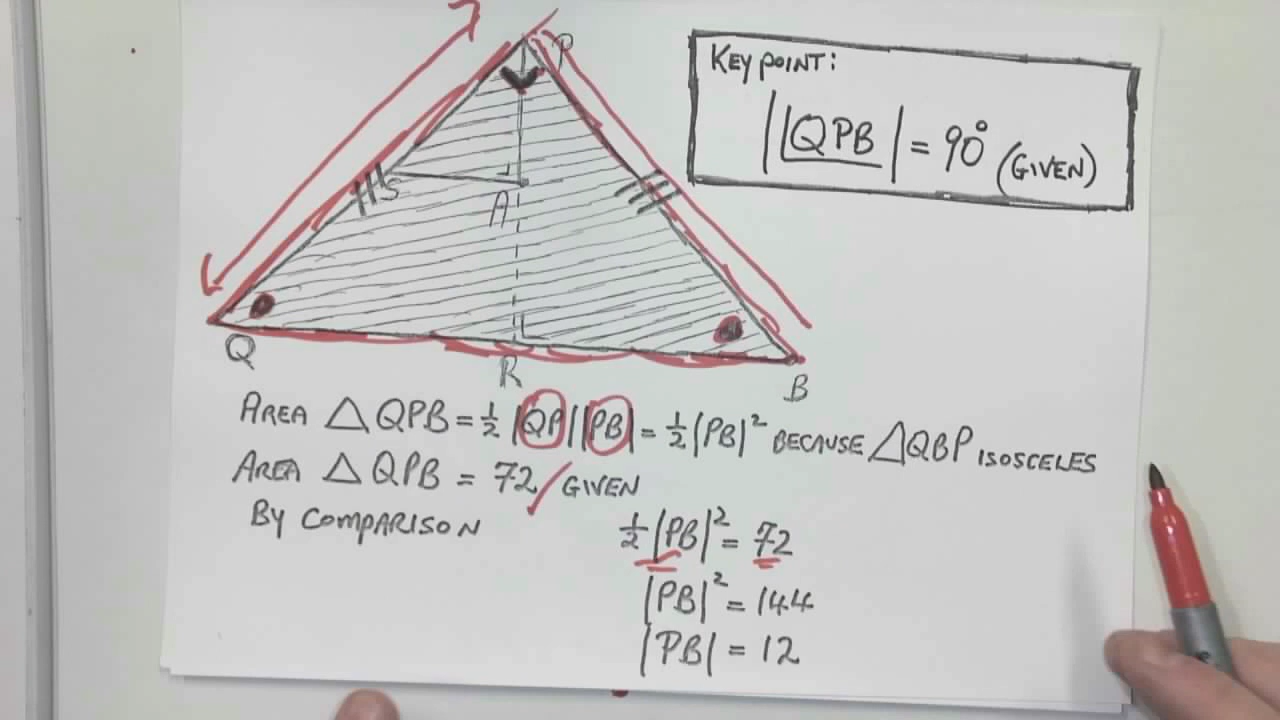 P
KEY POINT:
|∠QPB| = 90° (GIVEN)
S
A
Q
R
B
AREA △QPB = ½ |QP||PB| = ½|PB|² BECAUSE △QBP ISOSCELES
AREA △QPB = 72 / GIVEN
BY COMPARISON
½|PB|² = 72
|PB|² = 144
|PB| = 12